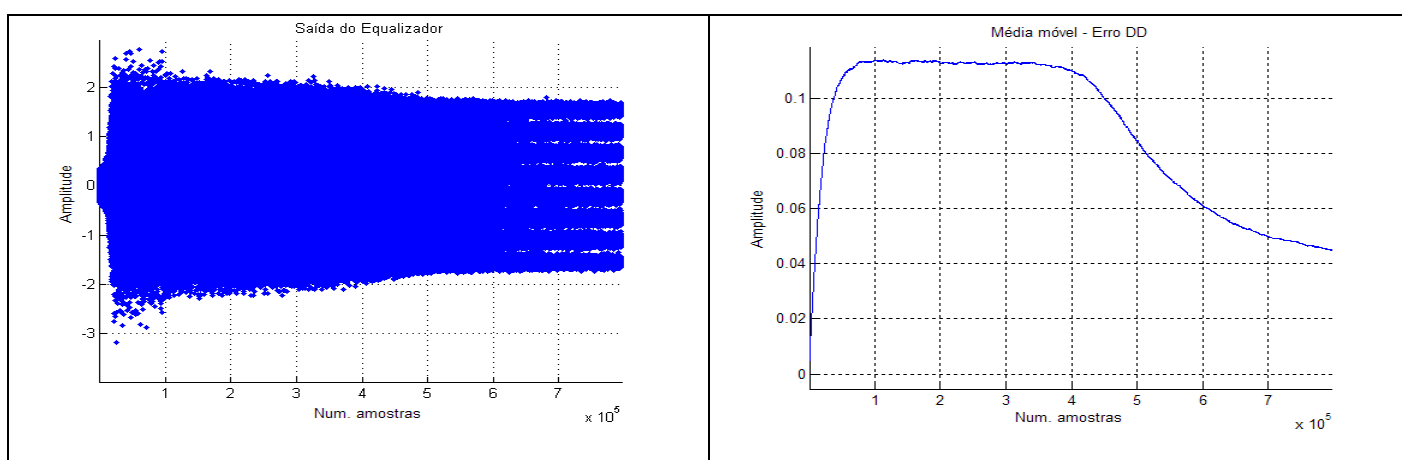 Saída do Equalizador
2
1
0
-1
-2
-3
Amplitude
1 2 3 4 5 6 7
Num. amostras
x 10^5
Média móvel - Erro DD
0.1
0.08
0.06
0.04
0.02
0
Amplitude
1 2 3 4 5 6 7
Num. amostras
x 10^5